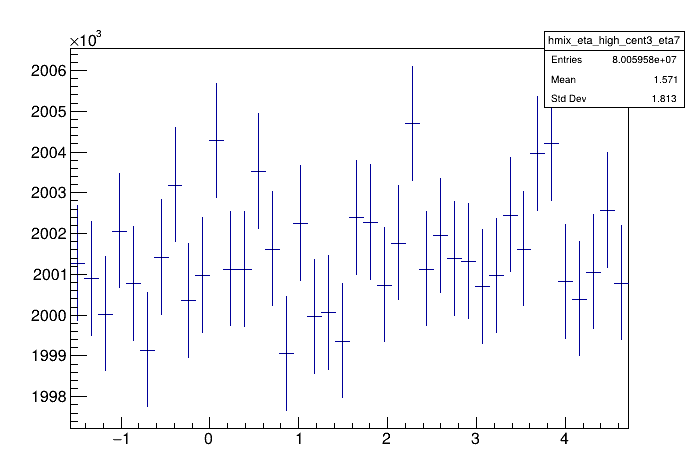 ×10³
hmix_eta_high_cent3_eta7
Entries 8.005958e+07
Mean 1.571
Std Dev 1.813
2006
2005
2004
2003
2002
2001
2000
1999
1998
−1 0 1 2 3 4